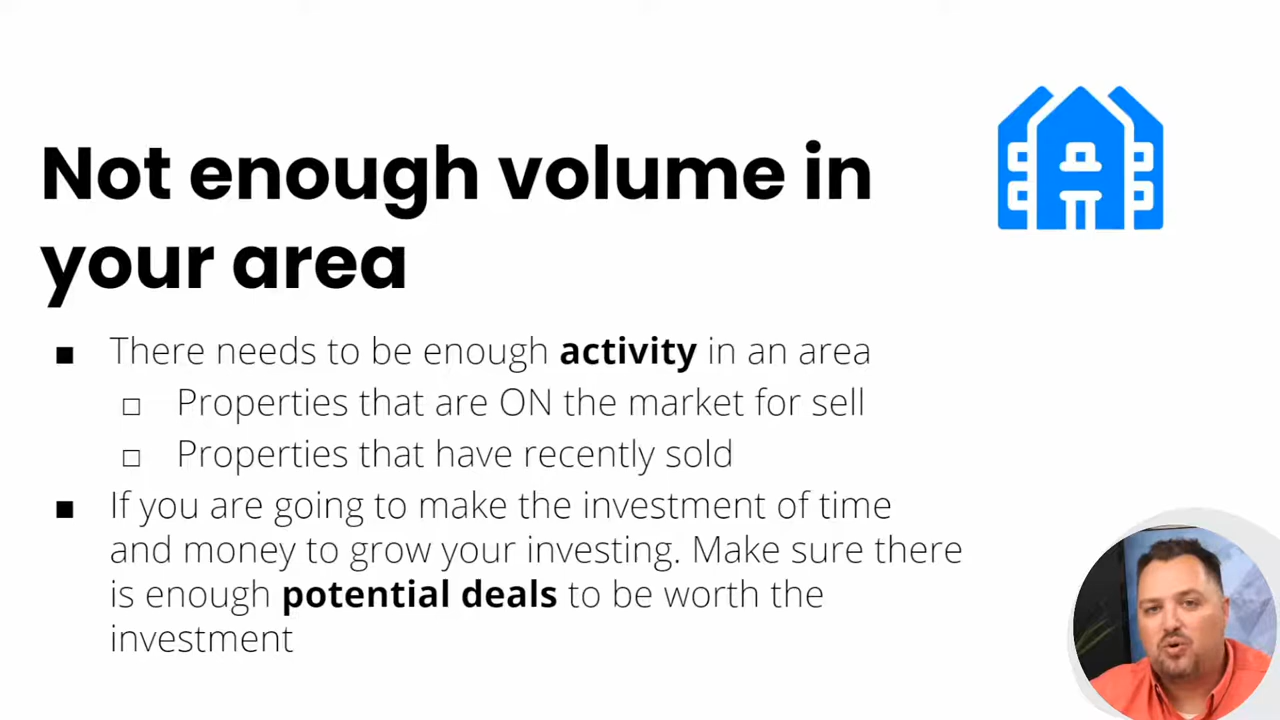 Not enough volume in
your area
■ There needs to be enough activity in an area
□ Properties that are ON the market for sell
□ Properties that have recently sold
■ If you are going to make the investment of time
and money to grow your investing. Make sure there
is enough potential deals to be worth the
investment